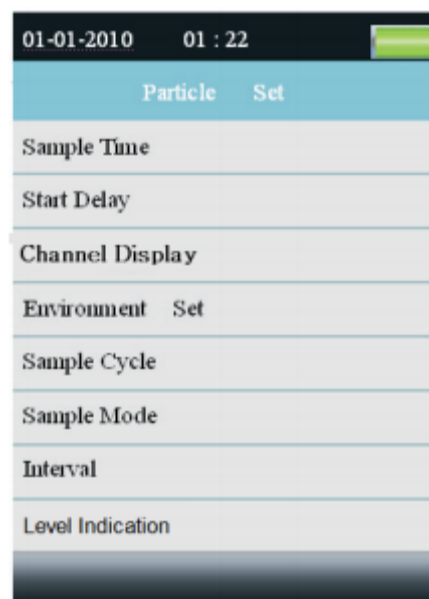 01-01-2010 01 : 22
Particle Set
Sample Time
Start Delay
Channel Display
Environment Set
Sample Cycle
Sample Mode
Interval
Level Indication